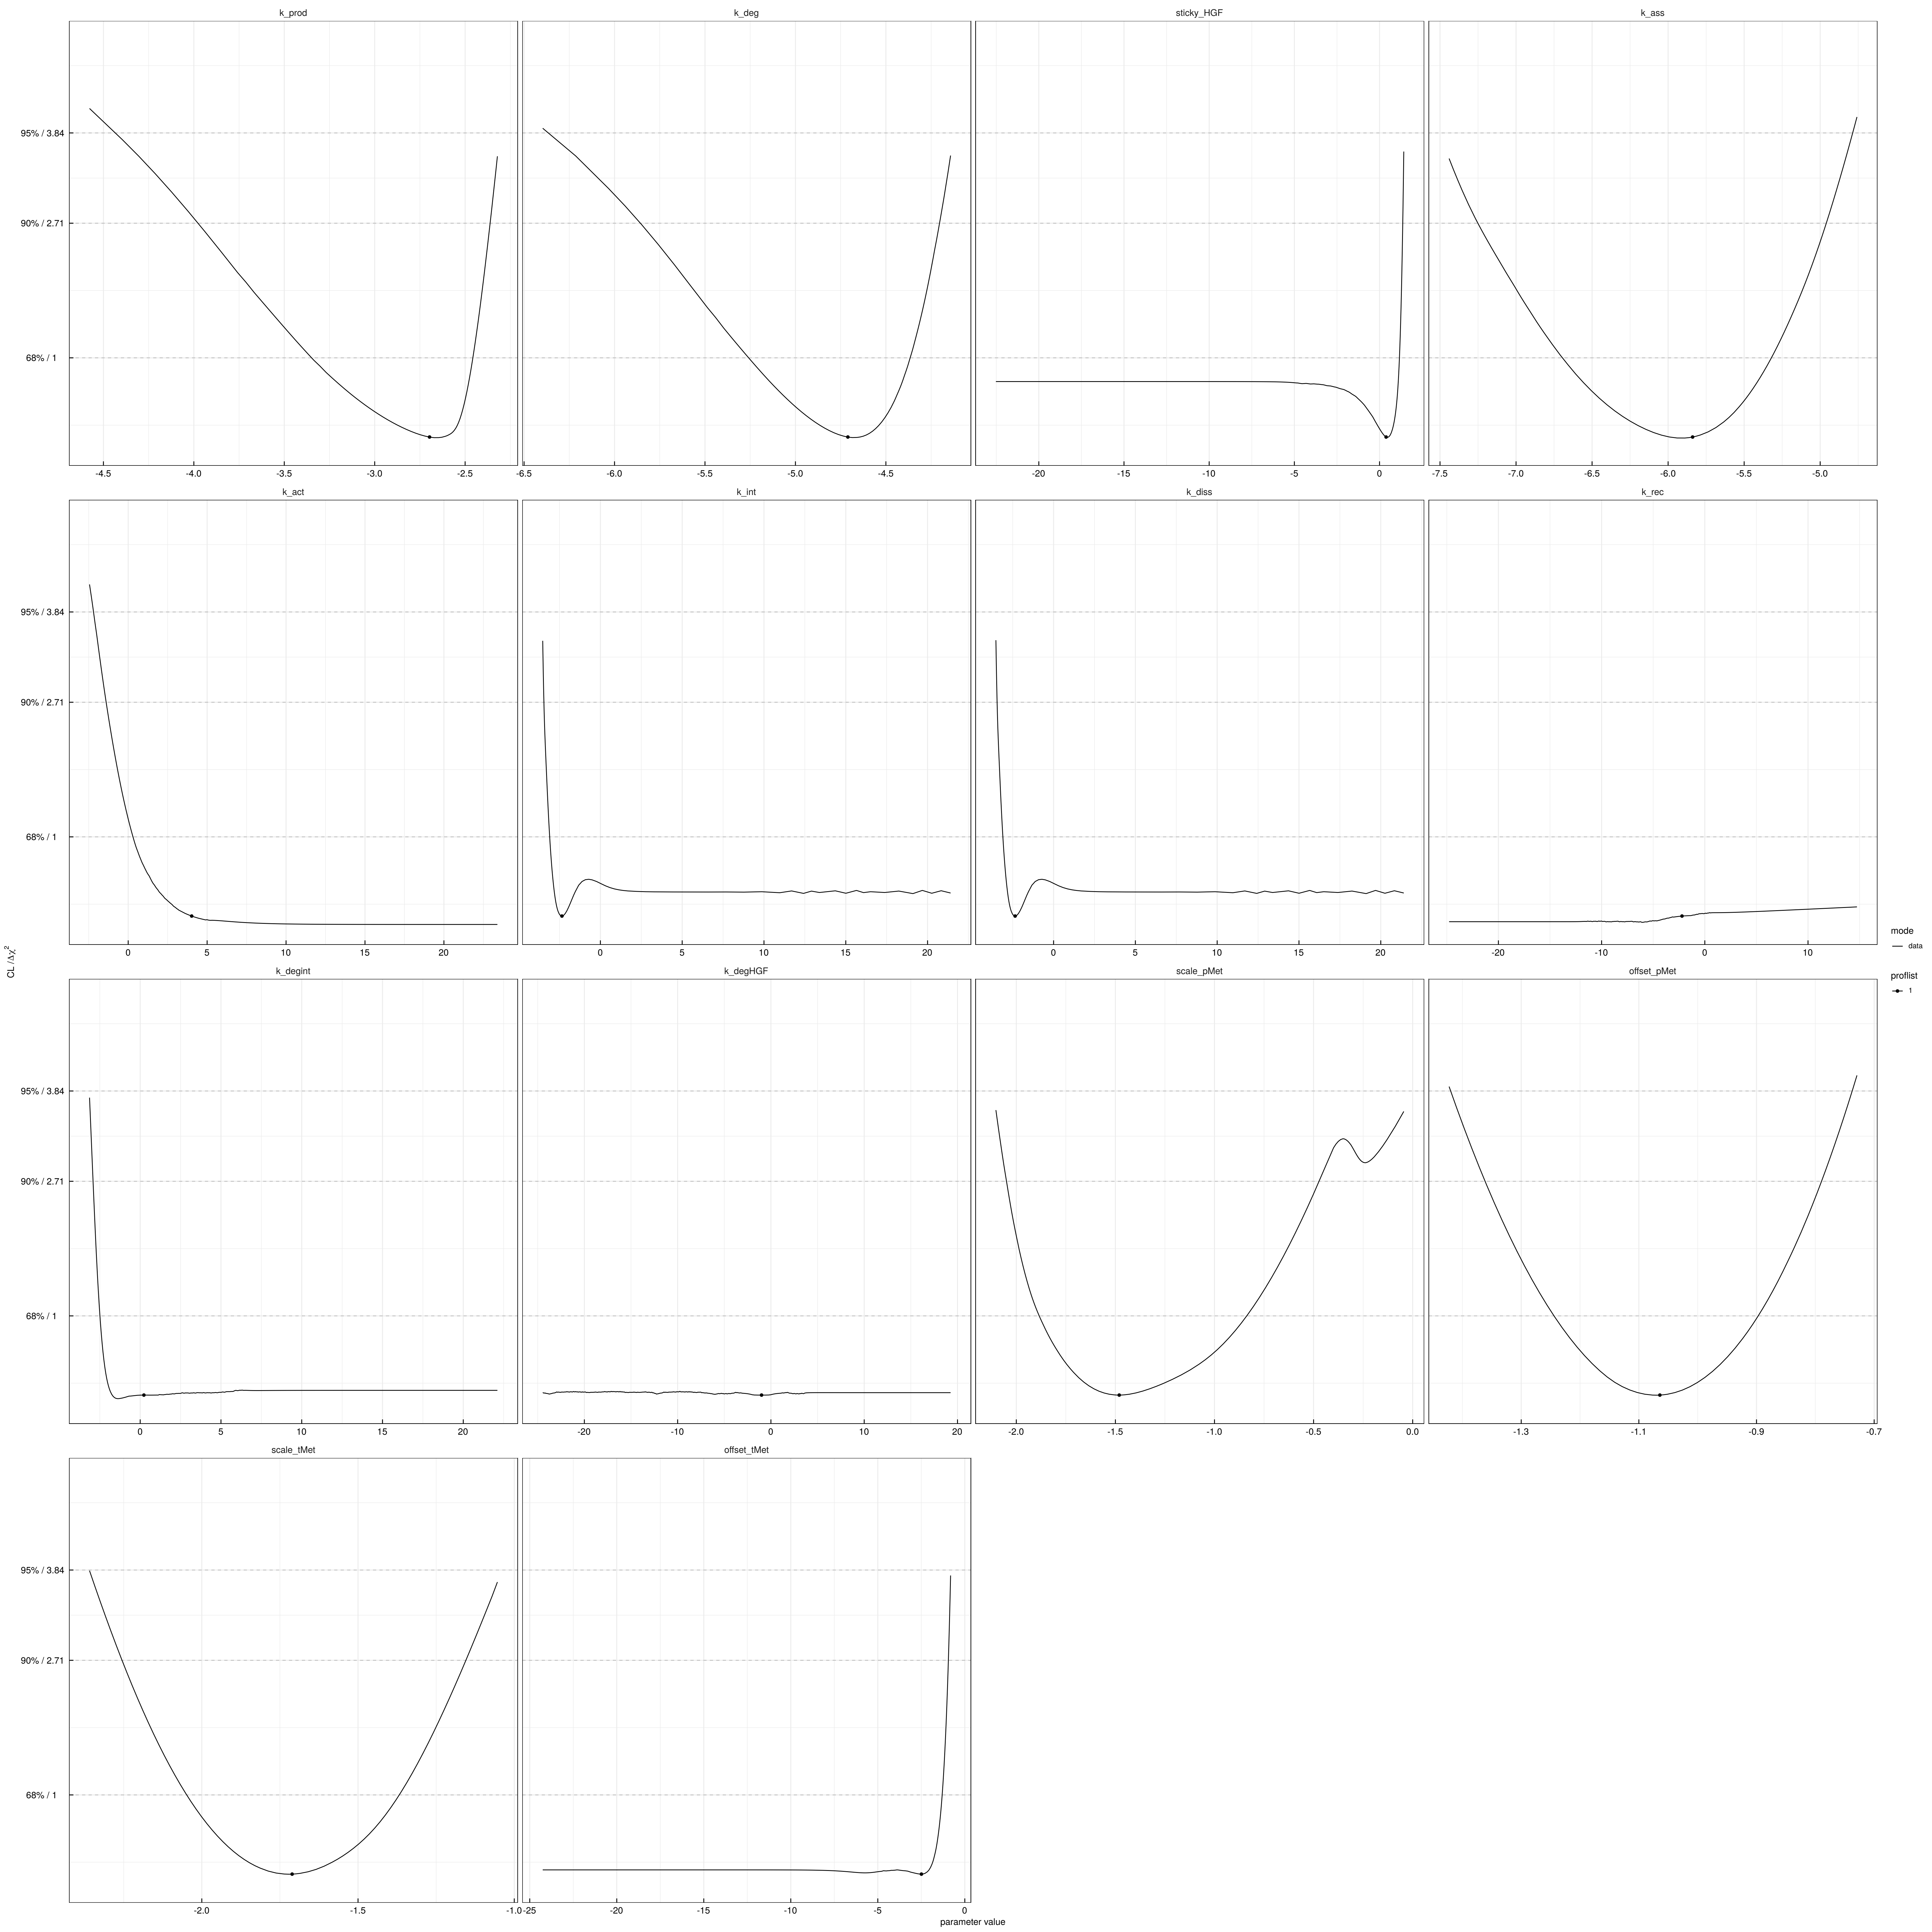 k_prod k_deg sticky_HGF k_ass
95% / 3.84
90% / 2.71
68% / 1
-4.5 -4.0 -3.5 -3.0 -2.5 -6.5 -6.0 -5.5 -5.0 -4.5 -20 -15 -10 -5 0 -7.5 -7.0 -6.5 -6.0 -5.5 -5.0
k_act k_int k_diss k_rec
95% / 3.84
90% / 2.71
68% / 1
0 5 10 15 20 0 5 10 15 20 0 5 10 15 20 -20 -10 0 10
CL /Δχ²
mode
data
proflist
1
k_degint k_degHGF scale_pMet offset_pMet
95% / 3.84
90% / 2.71
68% / 1
0 5 10 15 20 -20 -10 0 10 20 -2.0 -1.5 -1.0 -0.5 0.0 -1.3 -1.1 -0.9 -0.7
scale_tMet offset_tMet
95% / 3.84
90% / 2.71
68% / 1
-2.0 -1.5 -1.0 -25 -20 -15 -10 -5 0
parameter value